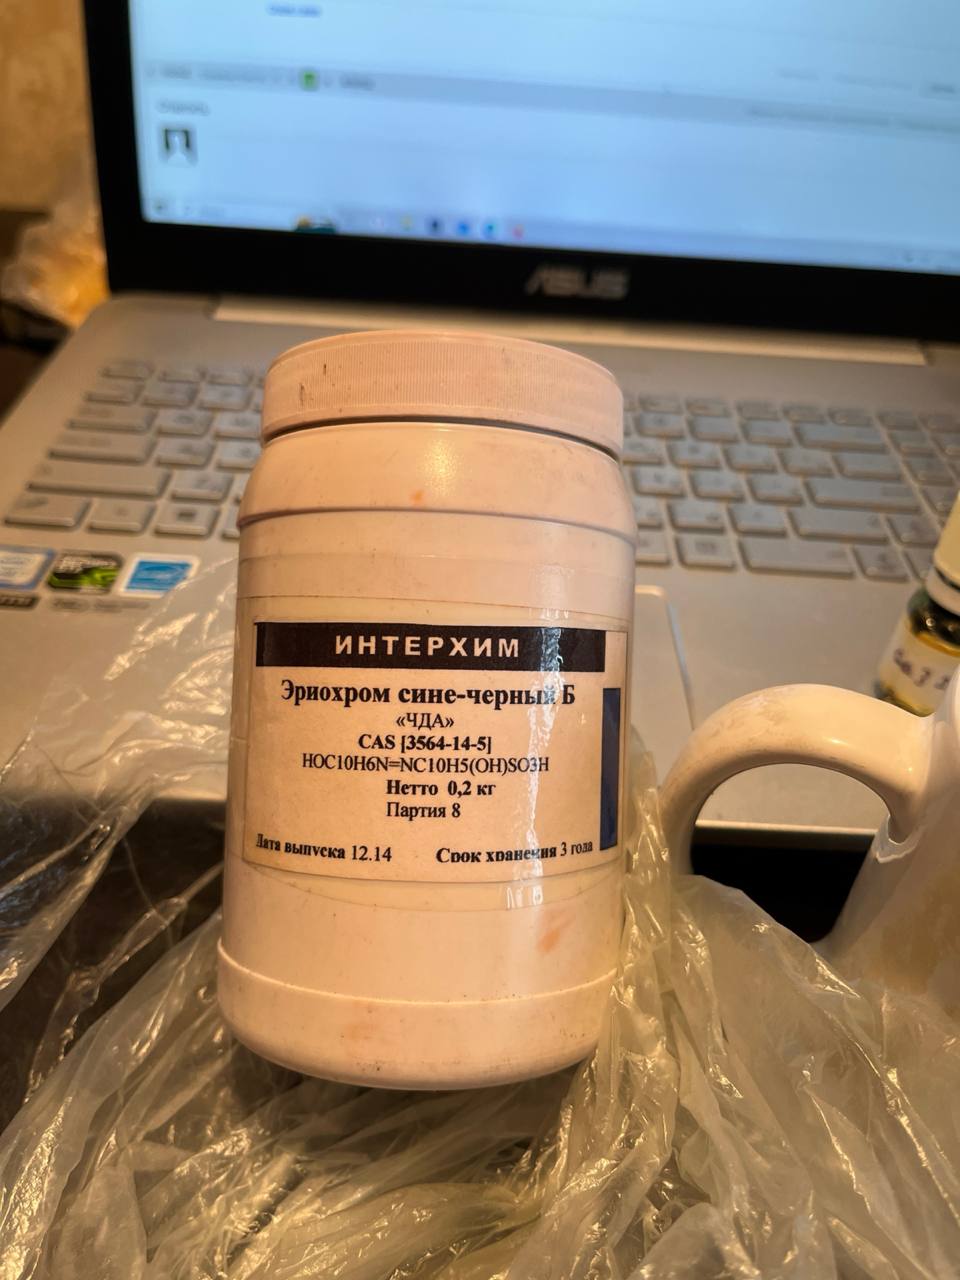 ASUS
ИНТЕРХИМ
Эриохром сине-черный Б
«ЧДА»
CAS [3564-14-5]
HOC10H6N=NC10H5(OH)SO3H
Нетто 0,2 кг
Партия 8
Дата выпуска 12.14 Срок хранения 3 года